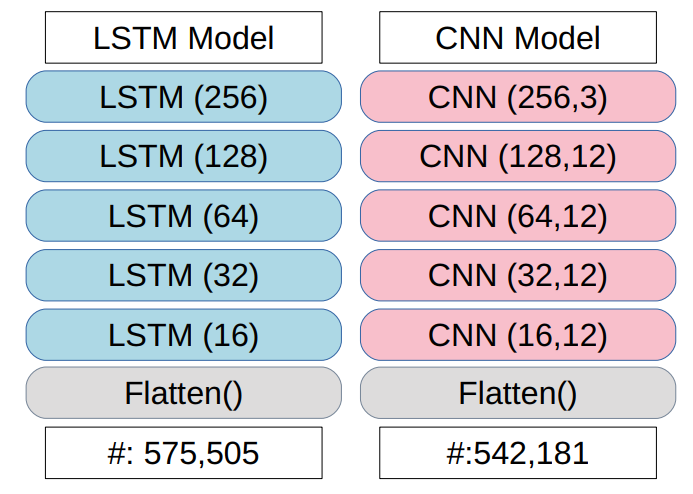 LSTM Model
LSTM (256)
LSTM (128)
LSTM (64)
LSTM (32)
LSTM (16)
Flatten()
#: 575,505
CNN Model
CNN (256,3)
CNN (128,12)
CNN (64,12)
CNN (32,12)
CNN (16,12)
Flatten()
#:542,181